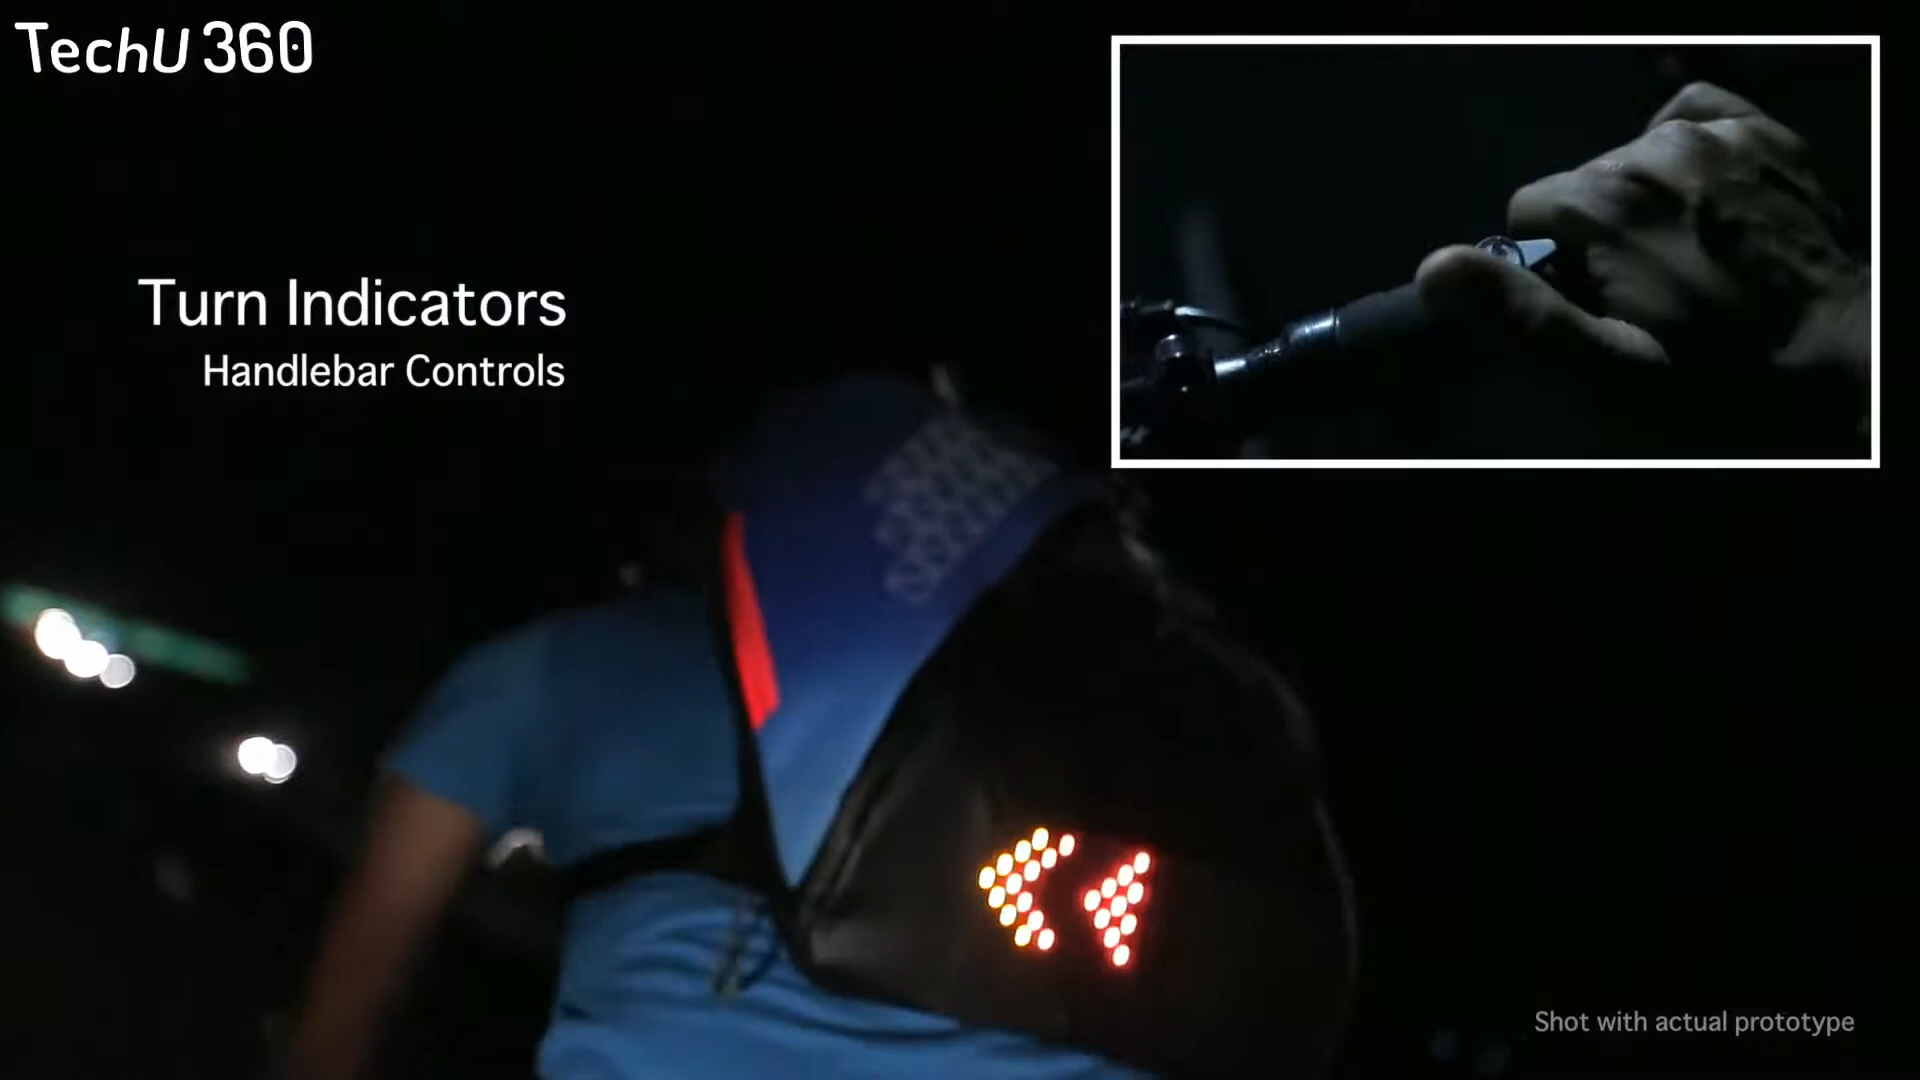 TechU 360
Turn Indicators
Handlebar Controls
Shot with actual prototype